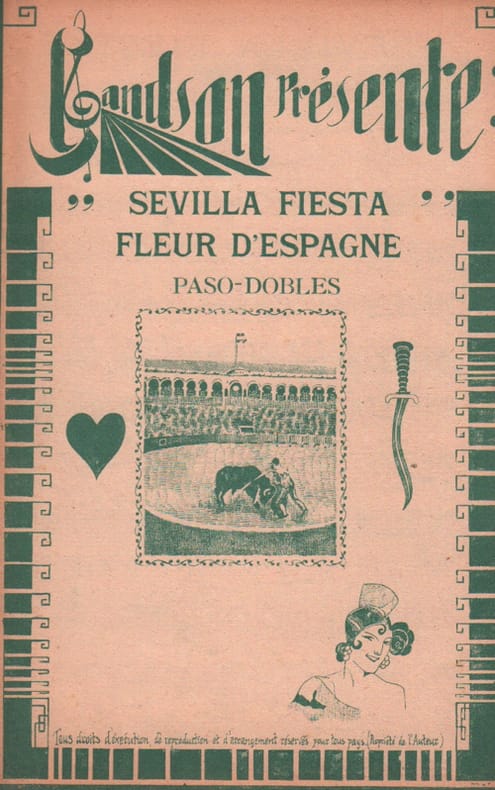 Gandson Présente:
„ SEVILLA FIESTA ’’
FLEUR D'ESPAGNE
PASO-DOBLES
Tous droits d'éxécution, de reproduction et d'arrangement réservés pour tous pays. (Propriété de l'Auteur)